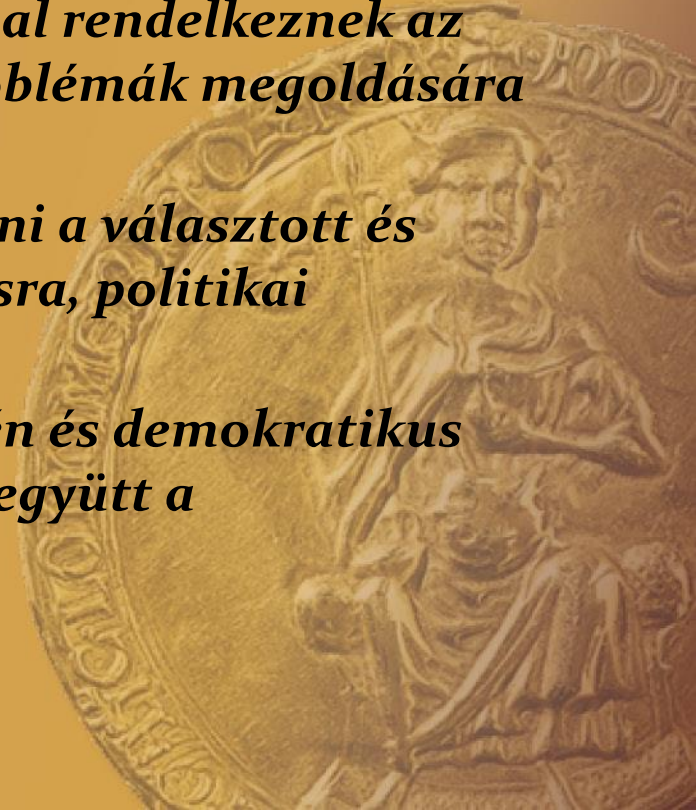 al rendelkeznek az
blémák megoldására
ni a választott és
sra, politikai
n és demokratikus
együtt a